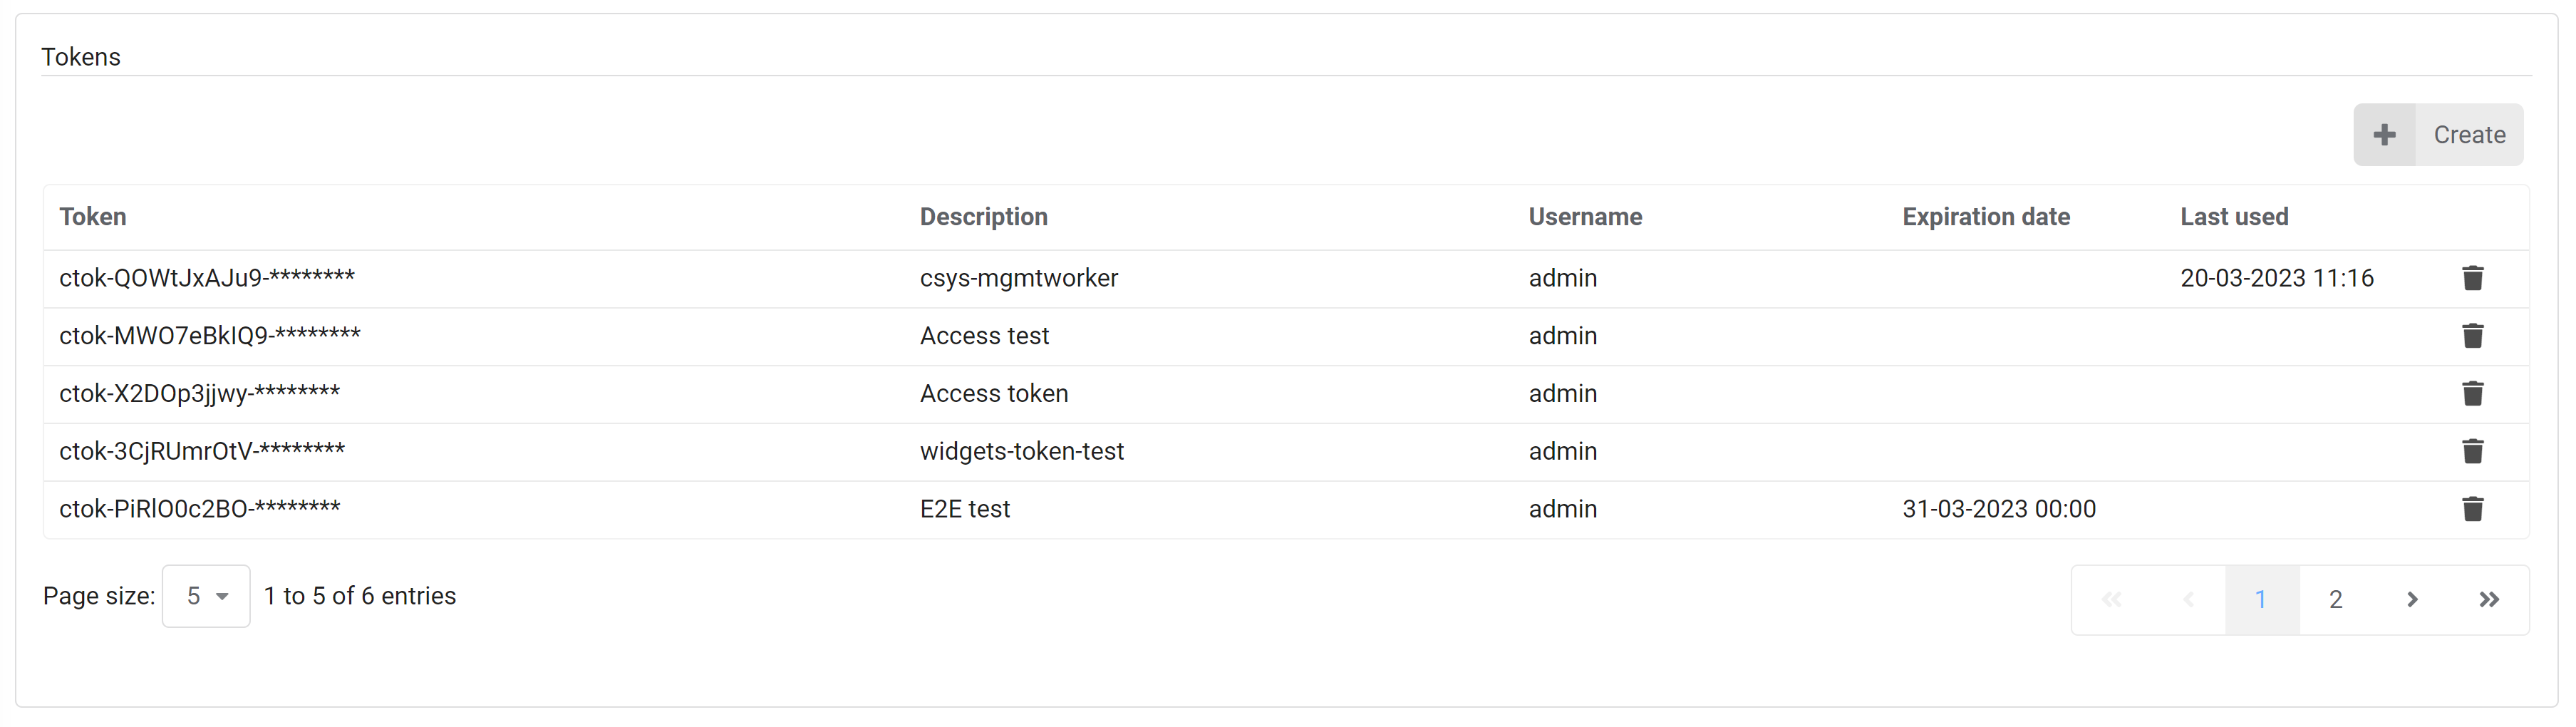 Tokens
Create
Token Description Username Expiration date Last used
ctok-QOWtJxAJu9-******** csys-mgmtworker admin 20-03-2023 11:16
ctok-MWO7eBkIQ9-******** Access test admin
ctok-X2DOp3jjwy-******** Access token admin
ctok-3CjRUmrOtV-******** widgets-token-test admin
ctok-PiRlO0c2BO-******** E2E test admin 31-03-2023 00:00
Page size: 5 1 to 5 of 6 entries « ‹ 1 2 › »